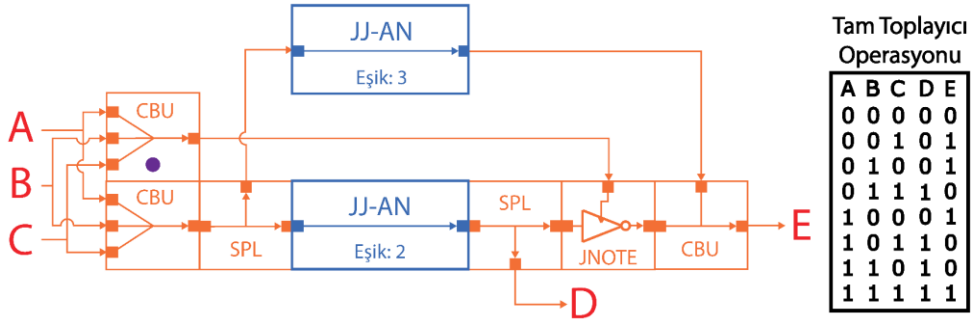 JJ-AN
Eşik: 3
Tam Toplayıcı
Operasyonu
A B C D E
0 0 0 0 0
0 0 1 0 1
0 1 0 0 1
0 1 1 1 0
1 0 0 0 1
1 0 1 1 0
1 1 0 1 0
1 1 1 1 1
CBU
A
B
C
CBU
SPL
JJ-AN
Eşik: 2
SPL
JNOTE
CBU
E
D